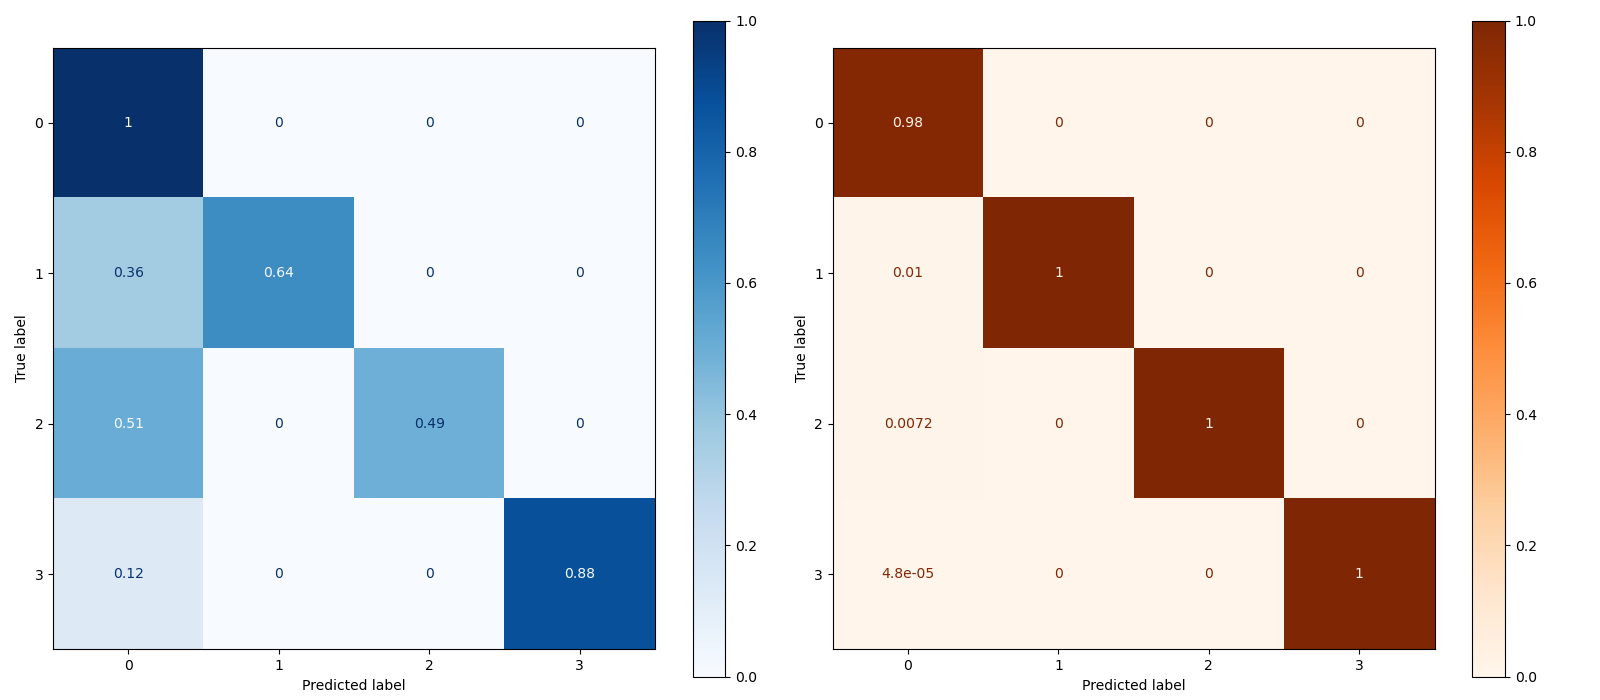 1.0
0.8
0.6
0.4
0.2
0.0
True label
0 1 0 0 0
1 0.36 0.64 0 0
2 0.51 0 0.49 0
3 0.12 0 0 0.88
0 1 2 3
Predicted label
1.0
0.8
0.6
0.4
0.2
0.0
True label
0 0.98 0 0 0
1 0.01 1 0 0
2 0.0072 0 1 0
3 4.8e-05 0 0 1
0 1 2 3
Predicted label